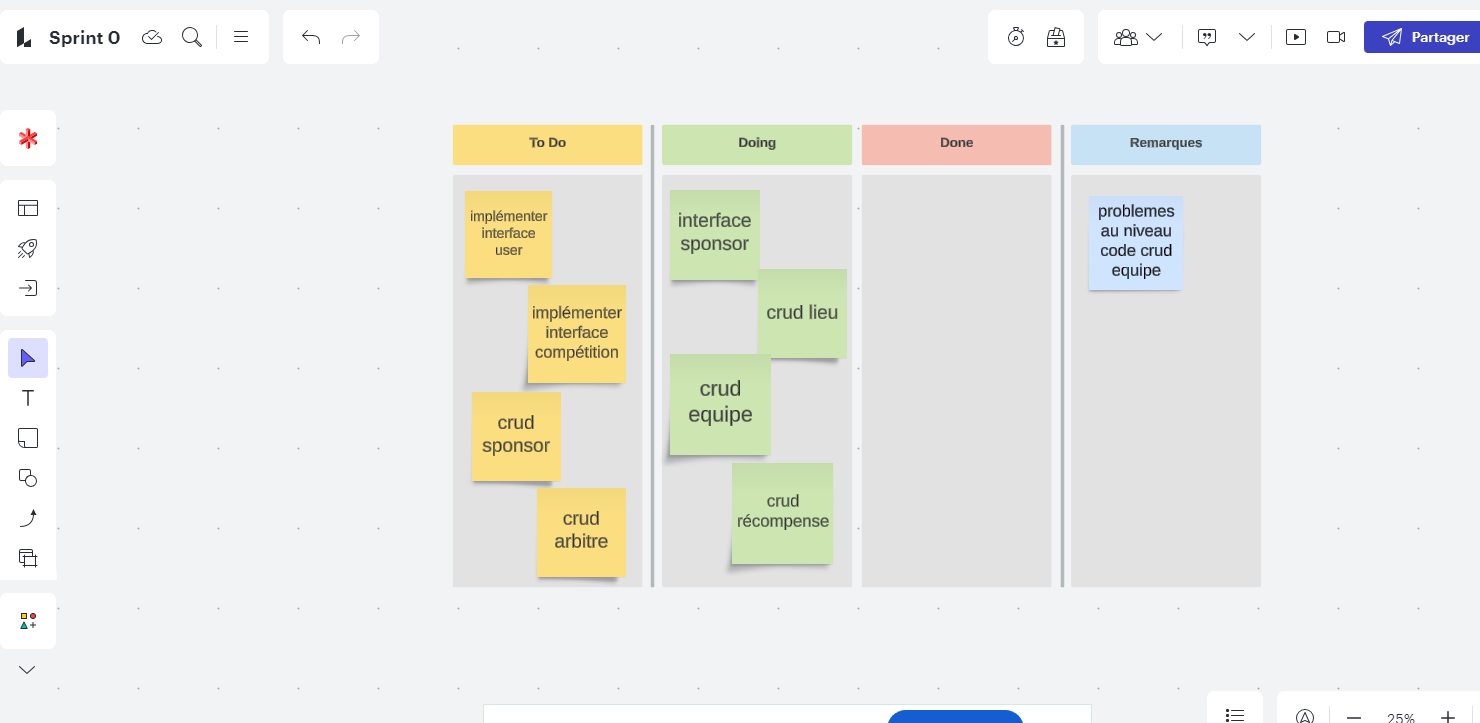 Sprint 0
Partager
To Do
Doing
Done
Remarques
implémenter
interface
user
implémenter
interface
compétition
crud
sponsor
crud
arbitre
interface
sponsor
crud lieu
crud
equipe
crud
récompense
problemes
au niveau
code crud
equipe
25%